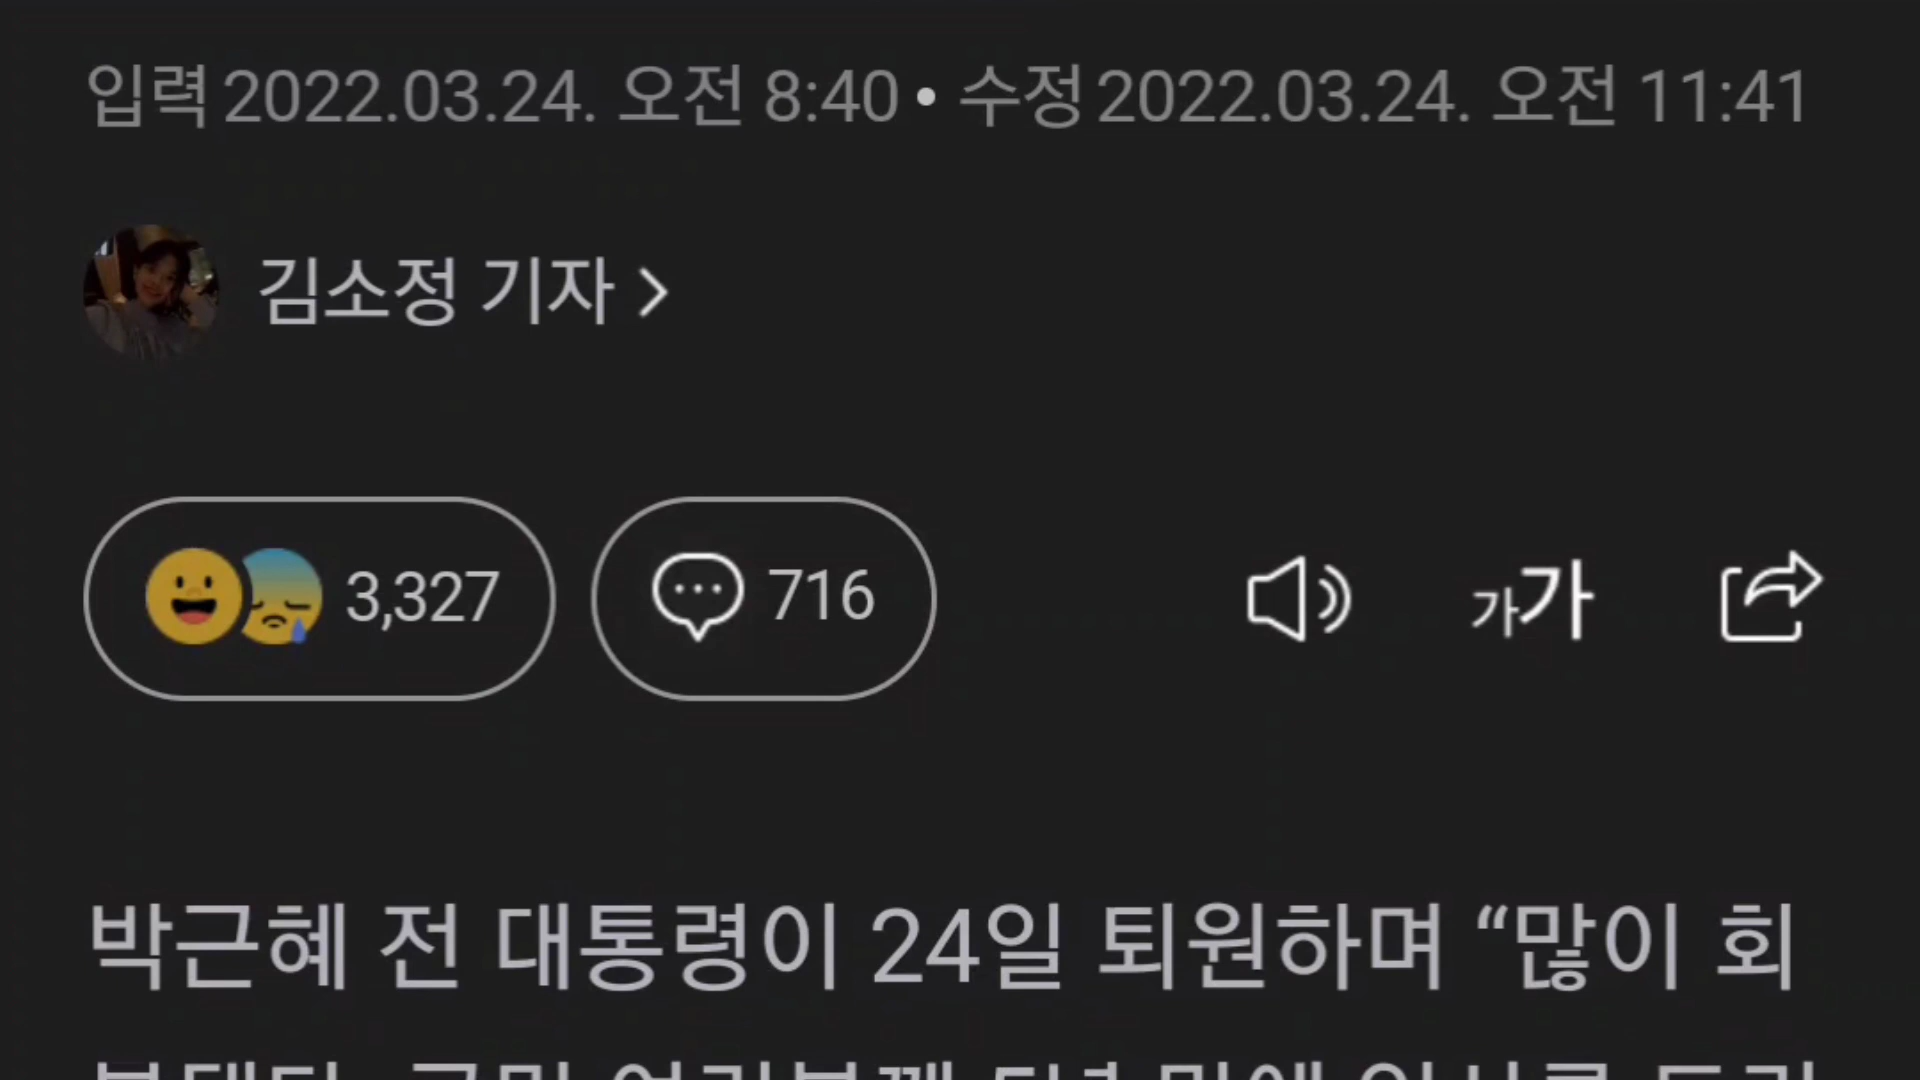 입력 2022.03.24. 오전 8:40 • 수정 2022.03.24. 오전 11:41
김소정 기자 >
3,327 716 가가
박근혜 전 대통령이 24일 퇴원하며 “많이 회